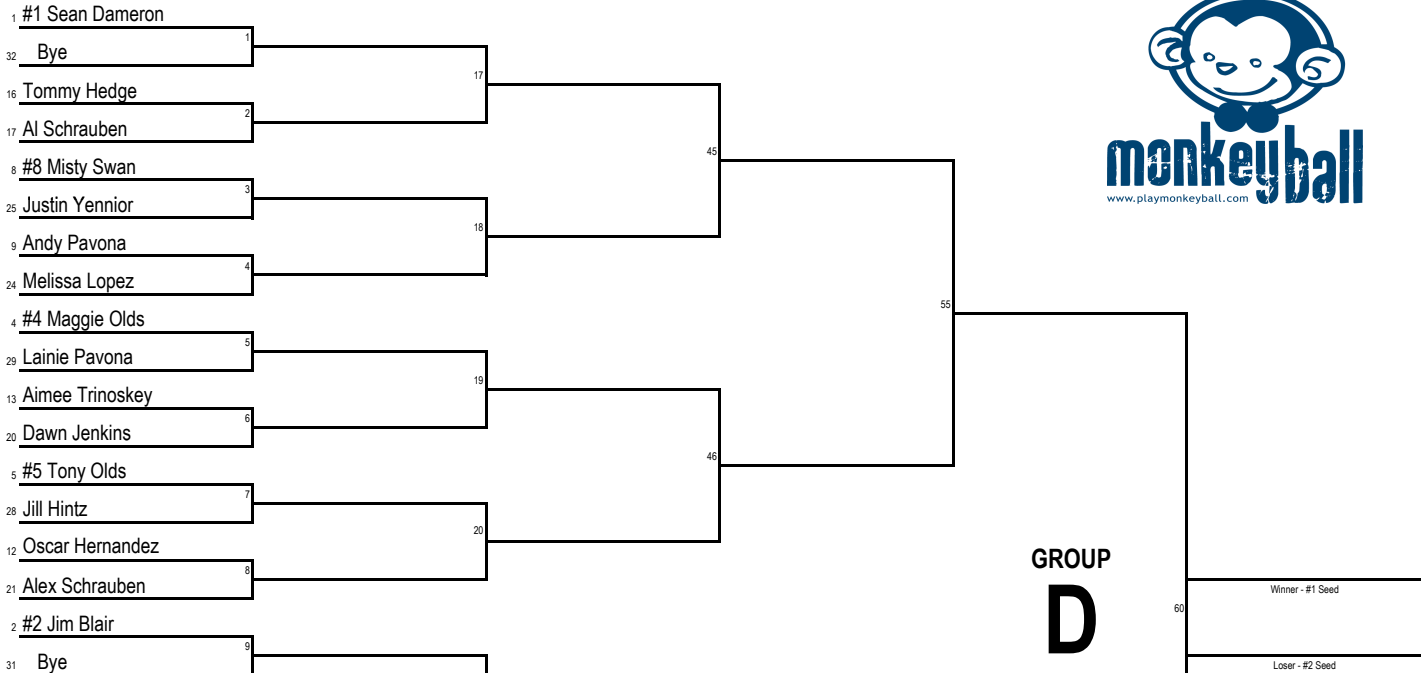 1 #1 Sean Dameron
1
32 Bye
17
16 Tommy Hedge
2
17 Al Schrauben
45
8 #8 Misty Swan
3
25 Justin Yennior
18
9 Andy Pavona
4
24 Melissa Lopez
55
4 #4 Maggie Olds
5
29 Lainie Pavona
19
13 Aimee Trinoskey
6
20 Dawn Jenkins
46
5 #5 Tony Olds
7
28 Jill Hintz
20
12 Oscar Hernandez
8
21 Alex Schrauben
2 #2 Jim Blair
9
31 Bye
monkeyball
www.playmonkeyball.com
GROUP
D
60
Winner - #1 Seed
Loser - #2 Seed